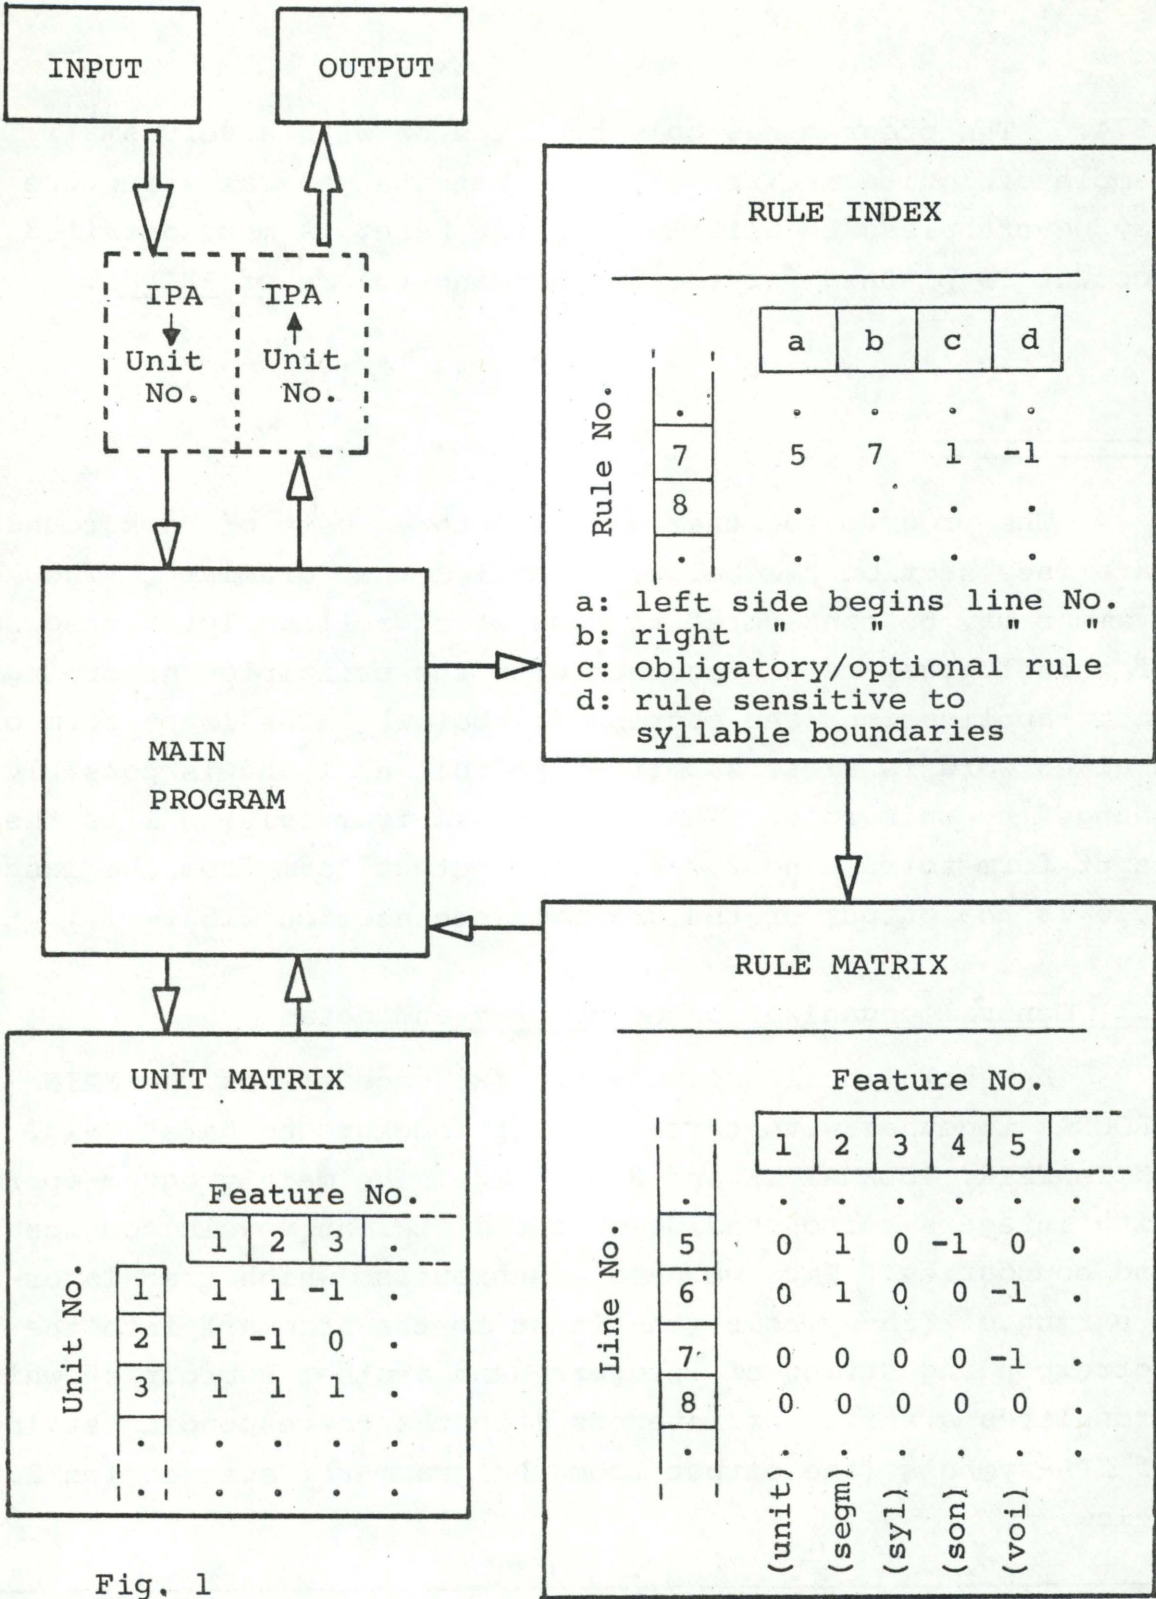 INPUT
OUTPUT
IPA
Unit
No.
IPA
Unit
No.
MAIN
PROGRAM
RULE INDEX
a b c d
Rule No.
. . . . .
7 5 7 1 -1
8 . . . .
. . . . .
a: left side begins line No.
b: right " " " "
c: obligatory/optional rule
d: rule sensitive to
syllable boundaries
UNIT MATRIX
Feature No.
1 2 3 .
Unit No.
1 1 1 -1 .
2 1 -1 0 .
3 1 1 1 .
. . . . .
. . . . .
RULE MATRIX
Feature No.
1 2 3 4 5 .
Line No.
. . . . . . .
5 0 1 0 -1 0 .
6 0 1 0 0 -1 .
7 0 0 0 0 -1 .
8 0 0 0 0 0 .
. . . . . . .
(unit)
(segm)
(syl)
(son)
(voi)
Fig. 1